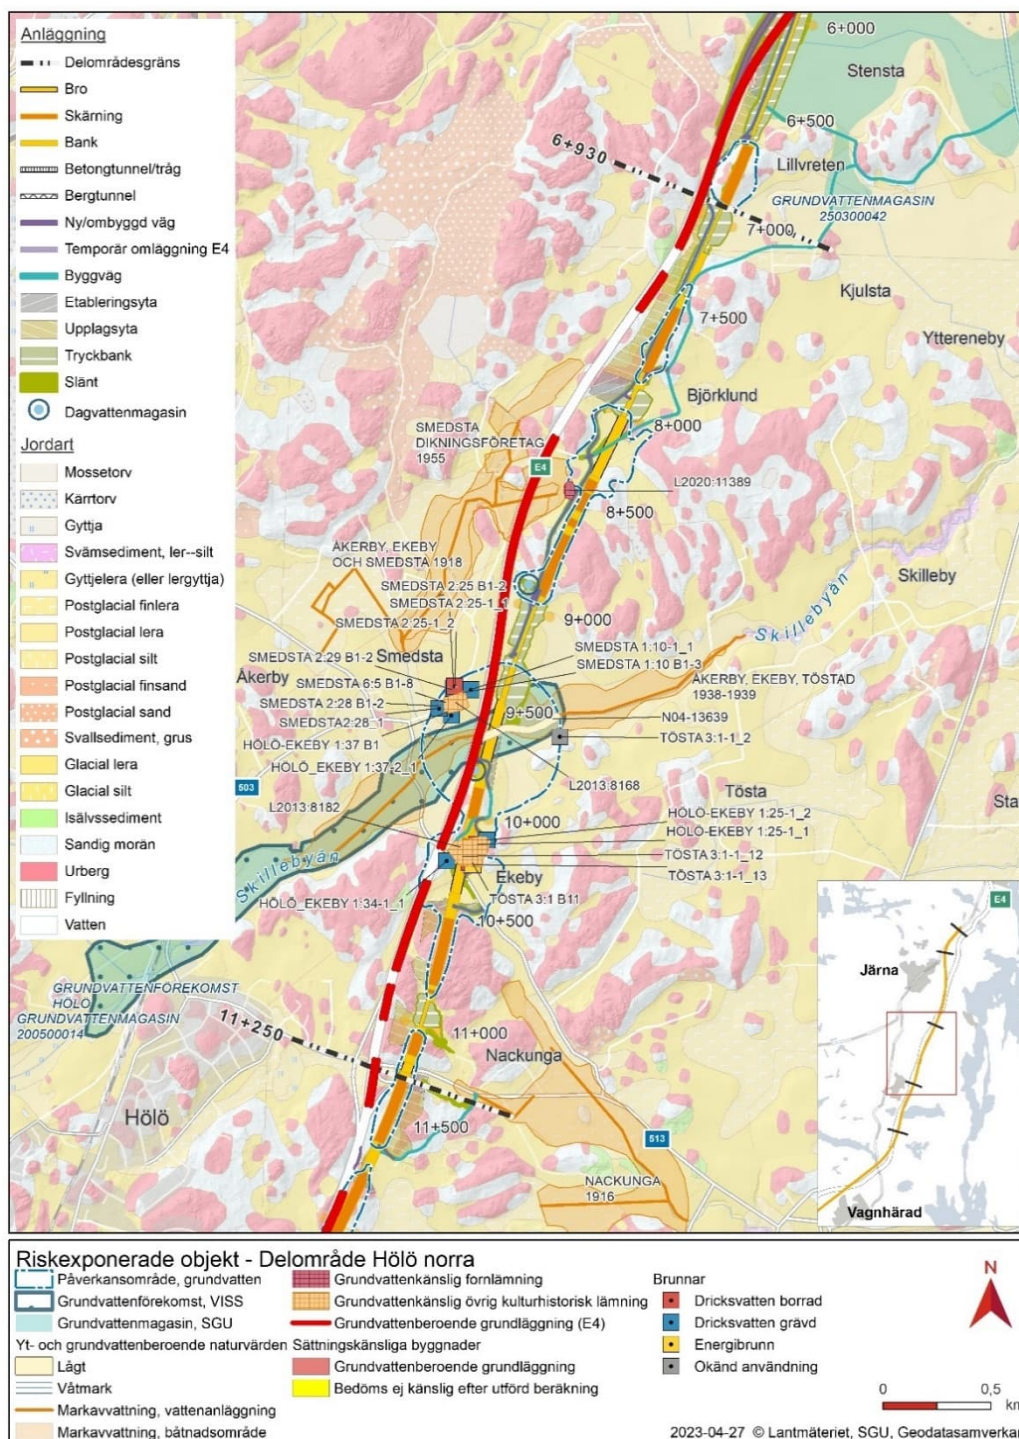 Anläggning
Delområdesgräns
Bro
Skärning
Bank
Betongtunnel/tråg
Bergtunnel
Ny/ombyggd väg
Temporär omläggning E4
Byggväg
Etableringsyta
Upplagsyta
Tryckbank
Slänt
Dagvattenmagasin
Jordart
Mossetorv
Kärrtorv
Gyttja
Svämsediment, ler--silt
Gyttjelera (eller lergyttja)
Postglacial finlera
Postglacial lera
Postglacial silt
Postglacial finsand
Postglacial sand
Svallsediment, grus
Glacial lera
Glacial silt
Isälvssediment
Sandig morän
Urberg
Fyllning
Vatten
6+000
Stensta
6+500
6+930
Lillvreten
GRUNDVATTENMAGASIN
250300042
7+000
Kjulsta
7+500
Yttereneby
Björklund
8+000
SMEDSTA
DIKNINGSFÖRETAG
1955
E4
L2020:11389
8+500
ÅKERBY, EKEBY
OCH SMEDSTA 1918
SMEDSTA 2:25 B1-2
SMEDSTA 2:25-1_1
SMEDSTA 2:25-1_2
Skilleby
Skillebyån
9+000
SMEDSTA 1:10-1_1
SMEDSTA 1:10 B1-3
SMEDSTA 2:29 B1-2
Smedsta
Åkerby
SMEDSTA 6:5 B1-8
ÅKERBY, EKEBY, TÖSTAD
1938-1939
SMEDSTA 2:28 B1-2
SMEDSTA2:28_1
9+500
N04-13639
TÖSTA 3:1-1_2
HÖLÖ-EKEBY 1:37 B1
HÖLÖ_EKEBY 1:37-2_1
503
L2013:8168
Tösta
L2013:8182
10+000
HÖLÖ-EKEBY 1:25-1_2
HÖLÖ-EKEBY 1:25-1_1
TÖSTA 3:1-1_12
TÖSTA 3:1-1_13
Sta
Skillebyån
Ekeby
HÖLÖ_EKEBY 1:34-1_1
TÖSTA 3:1 B11
10+500
GRUNDVATTENFÖREKOMST
HÖLÖ
GRUNDVATTENMAGASIN
200500014
11+250
11+000
Nackunga
Hölö
11+500
513
NACKUNGA
1916
E4
Järna
Vagnhärad
Riskexponerade objekt - Delområde Hölö norra
Påverkansområde, grundvatten
Grundvattenförekomst, VISS
Grundvattenmagasin, SGU
Yt- och grundvattenberoende naturvärden
Lågt
Våtmark
Markavvattning, vattenanläggning
Markavvattning, båtnadsområde
Grundvattenkänslig fornlämning
Grundvattenkänslig övrig kulturhistorisk lämning
Grundvattenberoende grundläggning (E4)
Sättningskänsliga byggnader
Grundvattenberoende grundläggning
Bedöms ej känslig efter utförd beräkning
Brunnar
Dricksvatten borrad
Dricksvatten grävd
Energibrunn
Okänd användning
N
0 0,5
km
2023-04-27 © Lantmäteriet, SGU, Geodatasamverkan